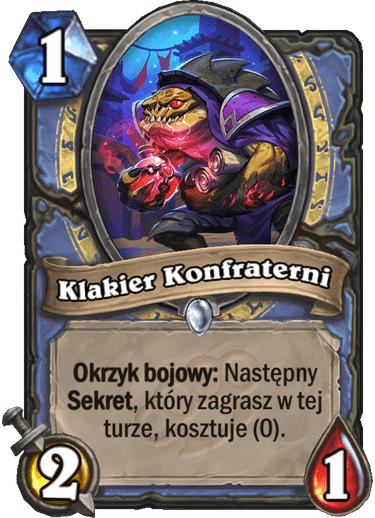 1
Klakier Konfraterni
Okrzyk bojowy: Następny
Sekret, który zagrasz w tej
turze, kosztuje (0).
2
1